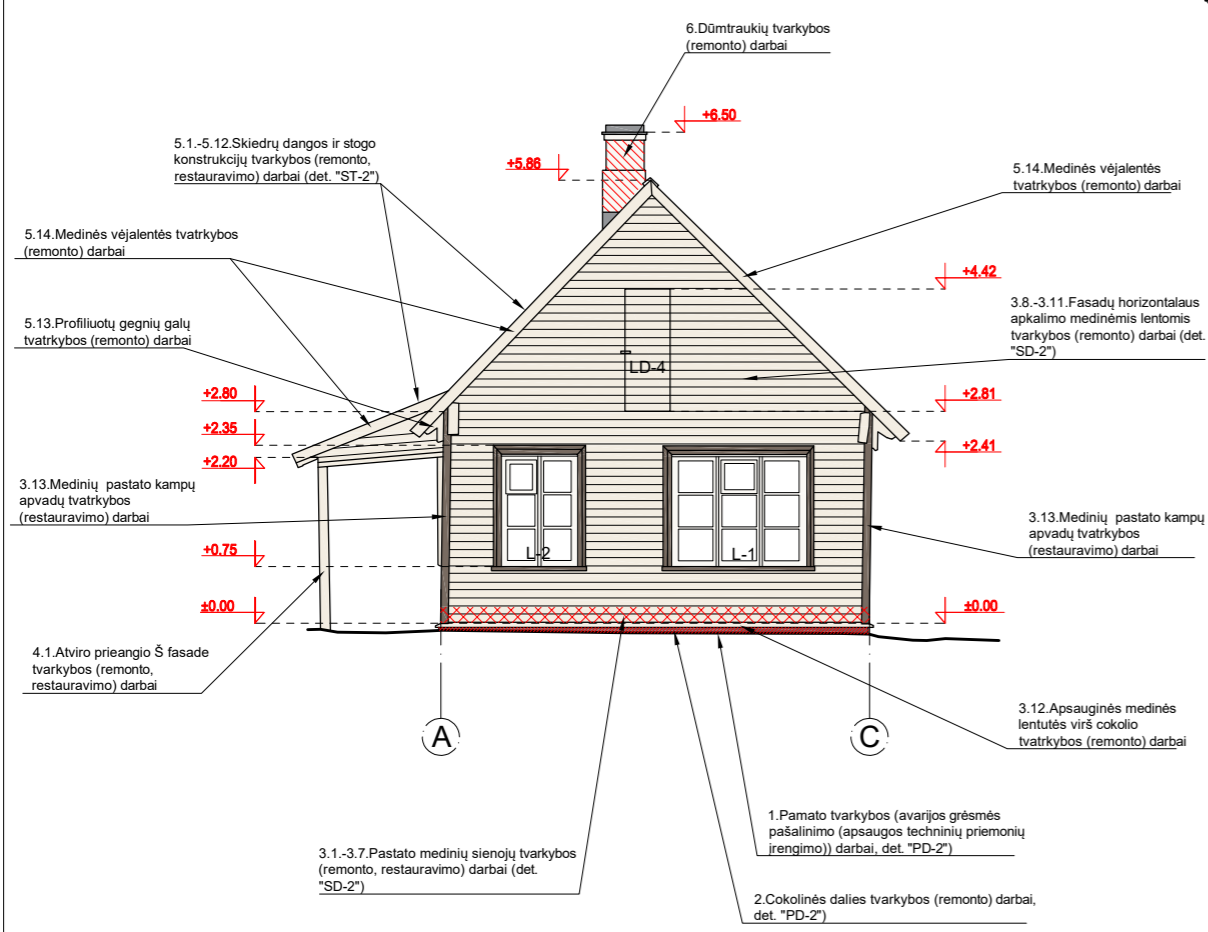 6.Dūmtraukių tvarkybos
(remonto) darbai
+6.50
5.1.-5.12.Skiedrų dangos ir stogo
konstrukcijų tvarkybos (remonto,
restauravimo) darbai (det. "ST-2")
+5.86
5.14.Medinės vėjalentės
tvatrkybos (remonto) darbai
5.14.Medinės vėjalentės tvatrkybos
(remonto) darbai
+4.42
3.8.-3.11.Fasadų horizontalaus
apkalimo medinėmis lentomis
tvarkybos (remonto) darbai (det.
"SD-2")
5.13.Profiliuotų gegnių galų
tvatrkybos (remonto) darbai
LD-4
+2.80
+2.81
+2.35
+2.41
+2.20
3.13.Medinių pastato kampų
apvadų tvatrkybos
(restauravimo) darbai
3.13.Medinių pastato kampų
apvadų tvatrkybos
(restauravimo) darbai
+0.75
L-2
L-1
±0.00
±0.00
4.1.Atviro prieangio Š fasade
tvarkybos (remonto,
restauravimo) darbai
3.12.Apsauginės medinės
lentutės virš cokolio
tvatrkybos (remonto) darbai
A
C
1.Pamato tvarkybos (avarijos grėsmės
pašalinimo (apsaugos techninių priemonių
įrengimo)) darbai, det. "PD-2")
3.1.-3.7.Pastato medinių sienojų tvarkybos
(remonto, restauravimo) darbai (det.
"SD-2")
2.Cokolinės dalies tvarkybos (remonto) darbai,
det. "PD-2")